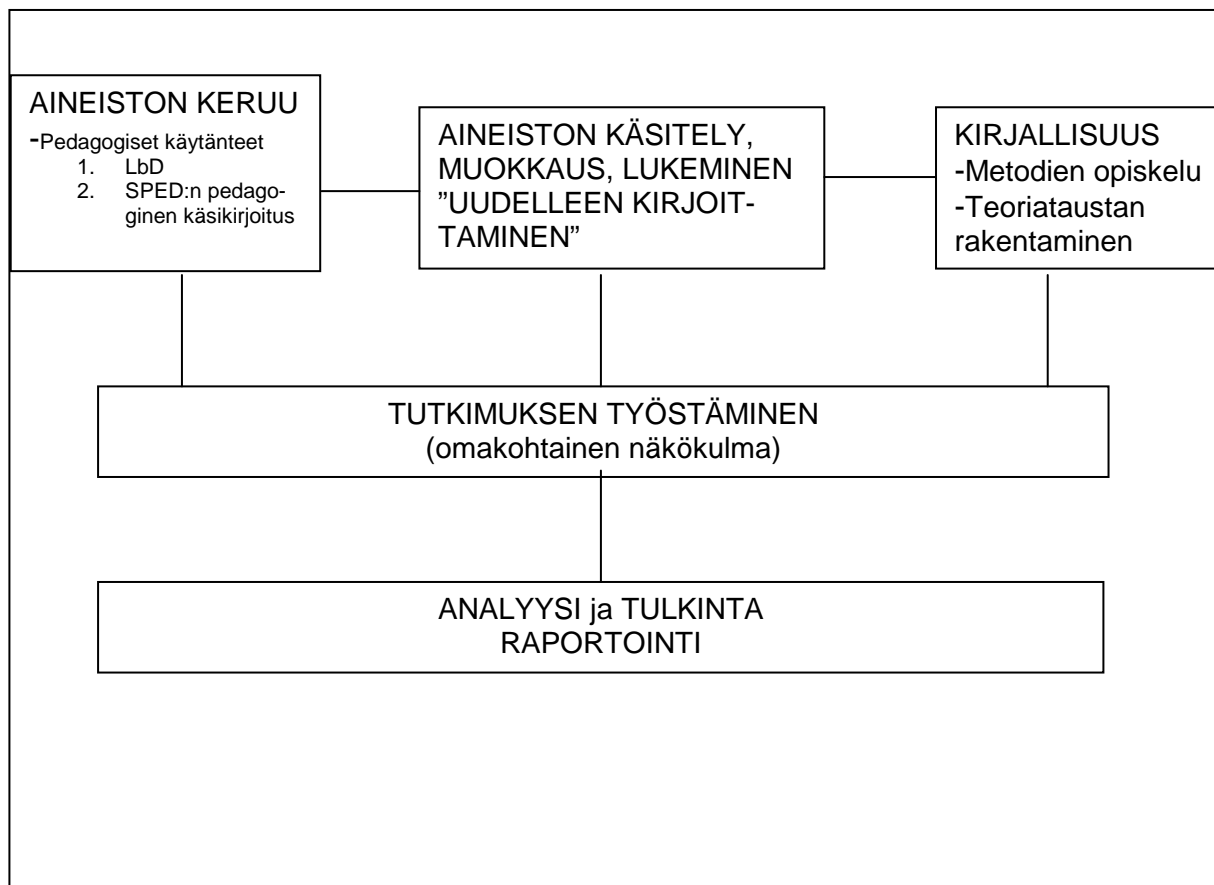 AINEISTON KERUU
-Pedagogiset käytänteet
1. LbD
2. SPED:n pedago-
ginen käsikirjoitus
AINEISTON KÄSITELY,
MUOKKAUS, LUKEMINEN
”UUDELLEEN KIRJOIT-
TAMINEN”
KIRJALLISUUS
-Metodien opiskelu
-Teoriataustan
rakentaminen
TUTKIMUKSEN TYÖSTÄMINEN
(omakohtainen näkökulma)
ANALYYSI ja TULKINTA
RAPORTOINTI